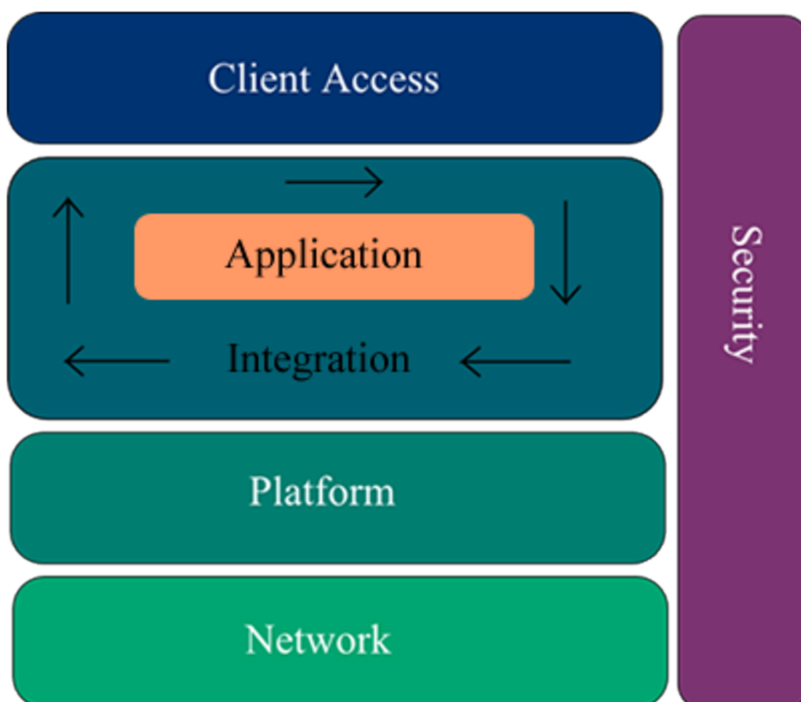 Client Access
Application
Integration
Platform
Network
Security